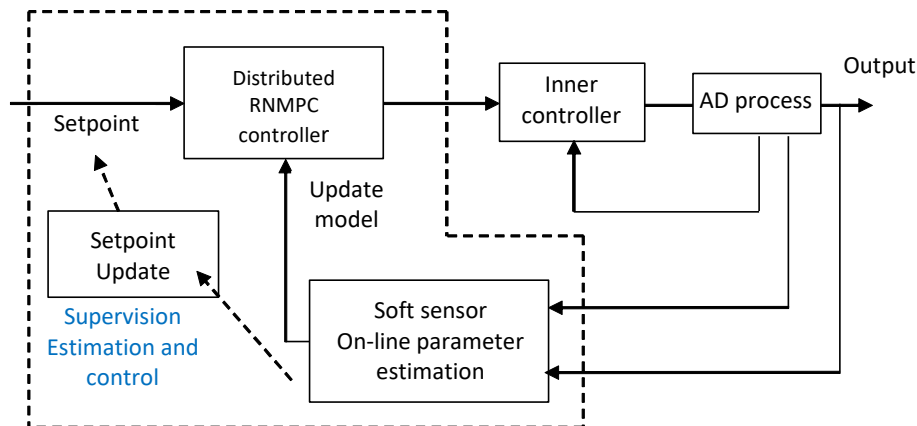 Setpoint
Distributed
RNMPC
controller
Inner
controller
AD process
Output
Update
model
Setpoint
Update
Supervision
Estimation and
control
Soft sensor
On-line parameter
estimation